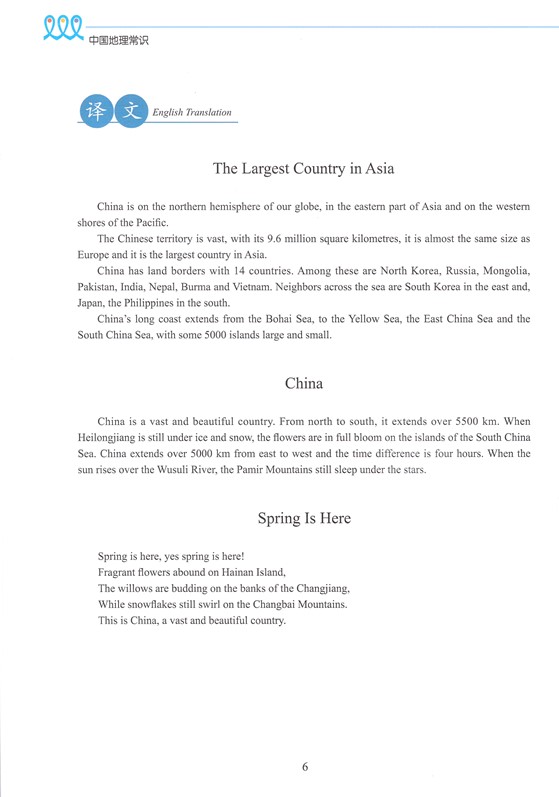 中国地理常识
译文 English Translation
The Largest Country in Asia
China is on the northern hemisphere of our globe, in the eastern part of Asia and on the western
shores of the Pacific.
The Chinese territory is vast, with its 9.6 million square kilometres, it is almost the same size as
Europe and it is the largest country in Asia.
China has land borders with 14 countries. Among these are North Korea, Russia, Mongolia,
Pakistan, India, Nepal, Burma and Vietnam. Neighbors across the sea are South Korea in the east and,
Japan, the Philippines in the south.
China's long coast extends from the Bohai Sea, to the Yellow Sea, the East China Sea and the
South China Sea, with some 5000 islands large and small.
China
China is a vast and beautiful country. From north to south, it extends over 5500 km. When
Heilongjiang is still under ice and snow, the flowers are in full bloom on the islands of the South China
Sea. China extends over 5000 km from east to west and the time difference is four hours. When the
sun rises over the Wusuli River, the Pamir Mountains still sleep under the stars.
Spring Is Here
Spring is here, yes spring is here!
Fragrant flowers abound on Hainan Island,
The willows are budding on the banks of the Changjiang,
While snowflakes still swirl on the Changbai Mountains.
This is China, a vast and beautiful country.
6